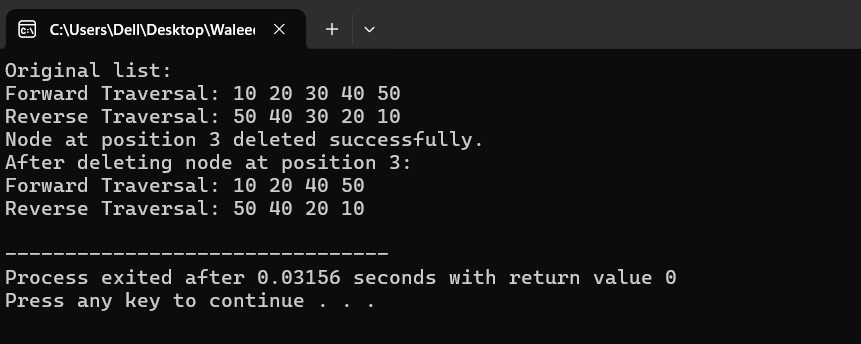 C:\Users\Dell\Desktop\Waleec
Original list:
Forward Traversal: 10 20 30 40 50
Reverse Traversal: 50 40 30 20 10
Node at position 3 deleted successfully.
After deleting node at position 3:
Forward Traversal: 10 20 40 50
Reverse Traversal: 50 40 20 10
--------------------------------
Process exited after 0.03156 seconds with return value 0
Press any key to continue . . .